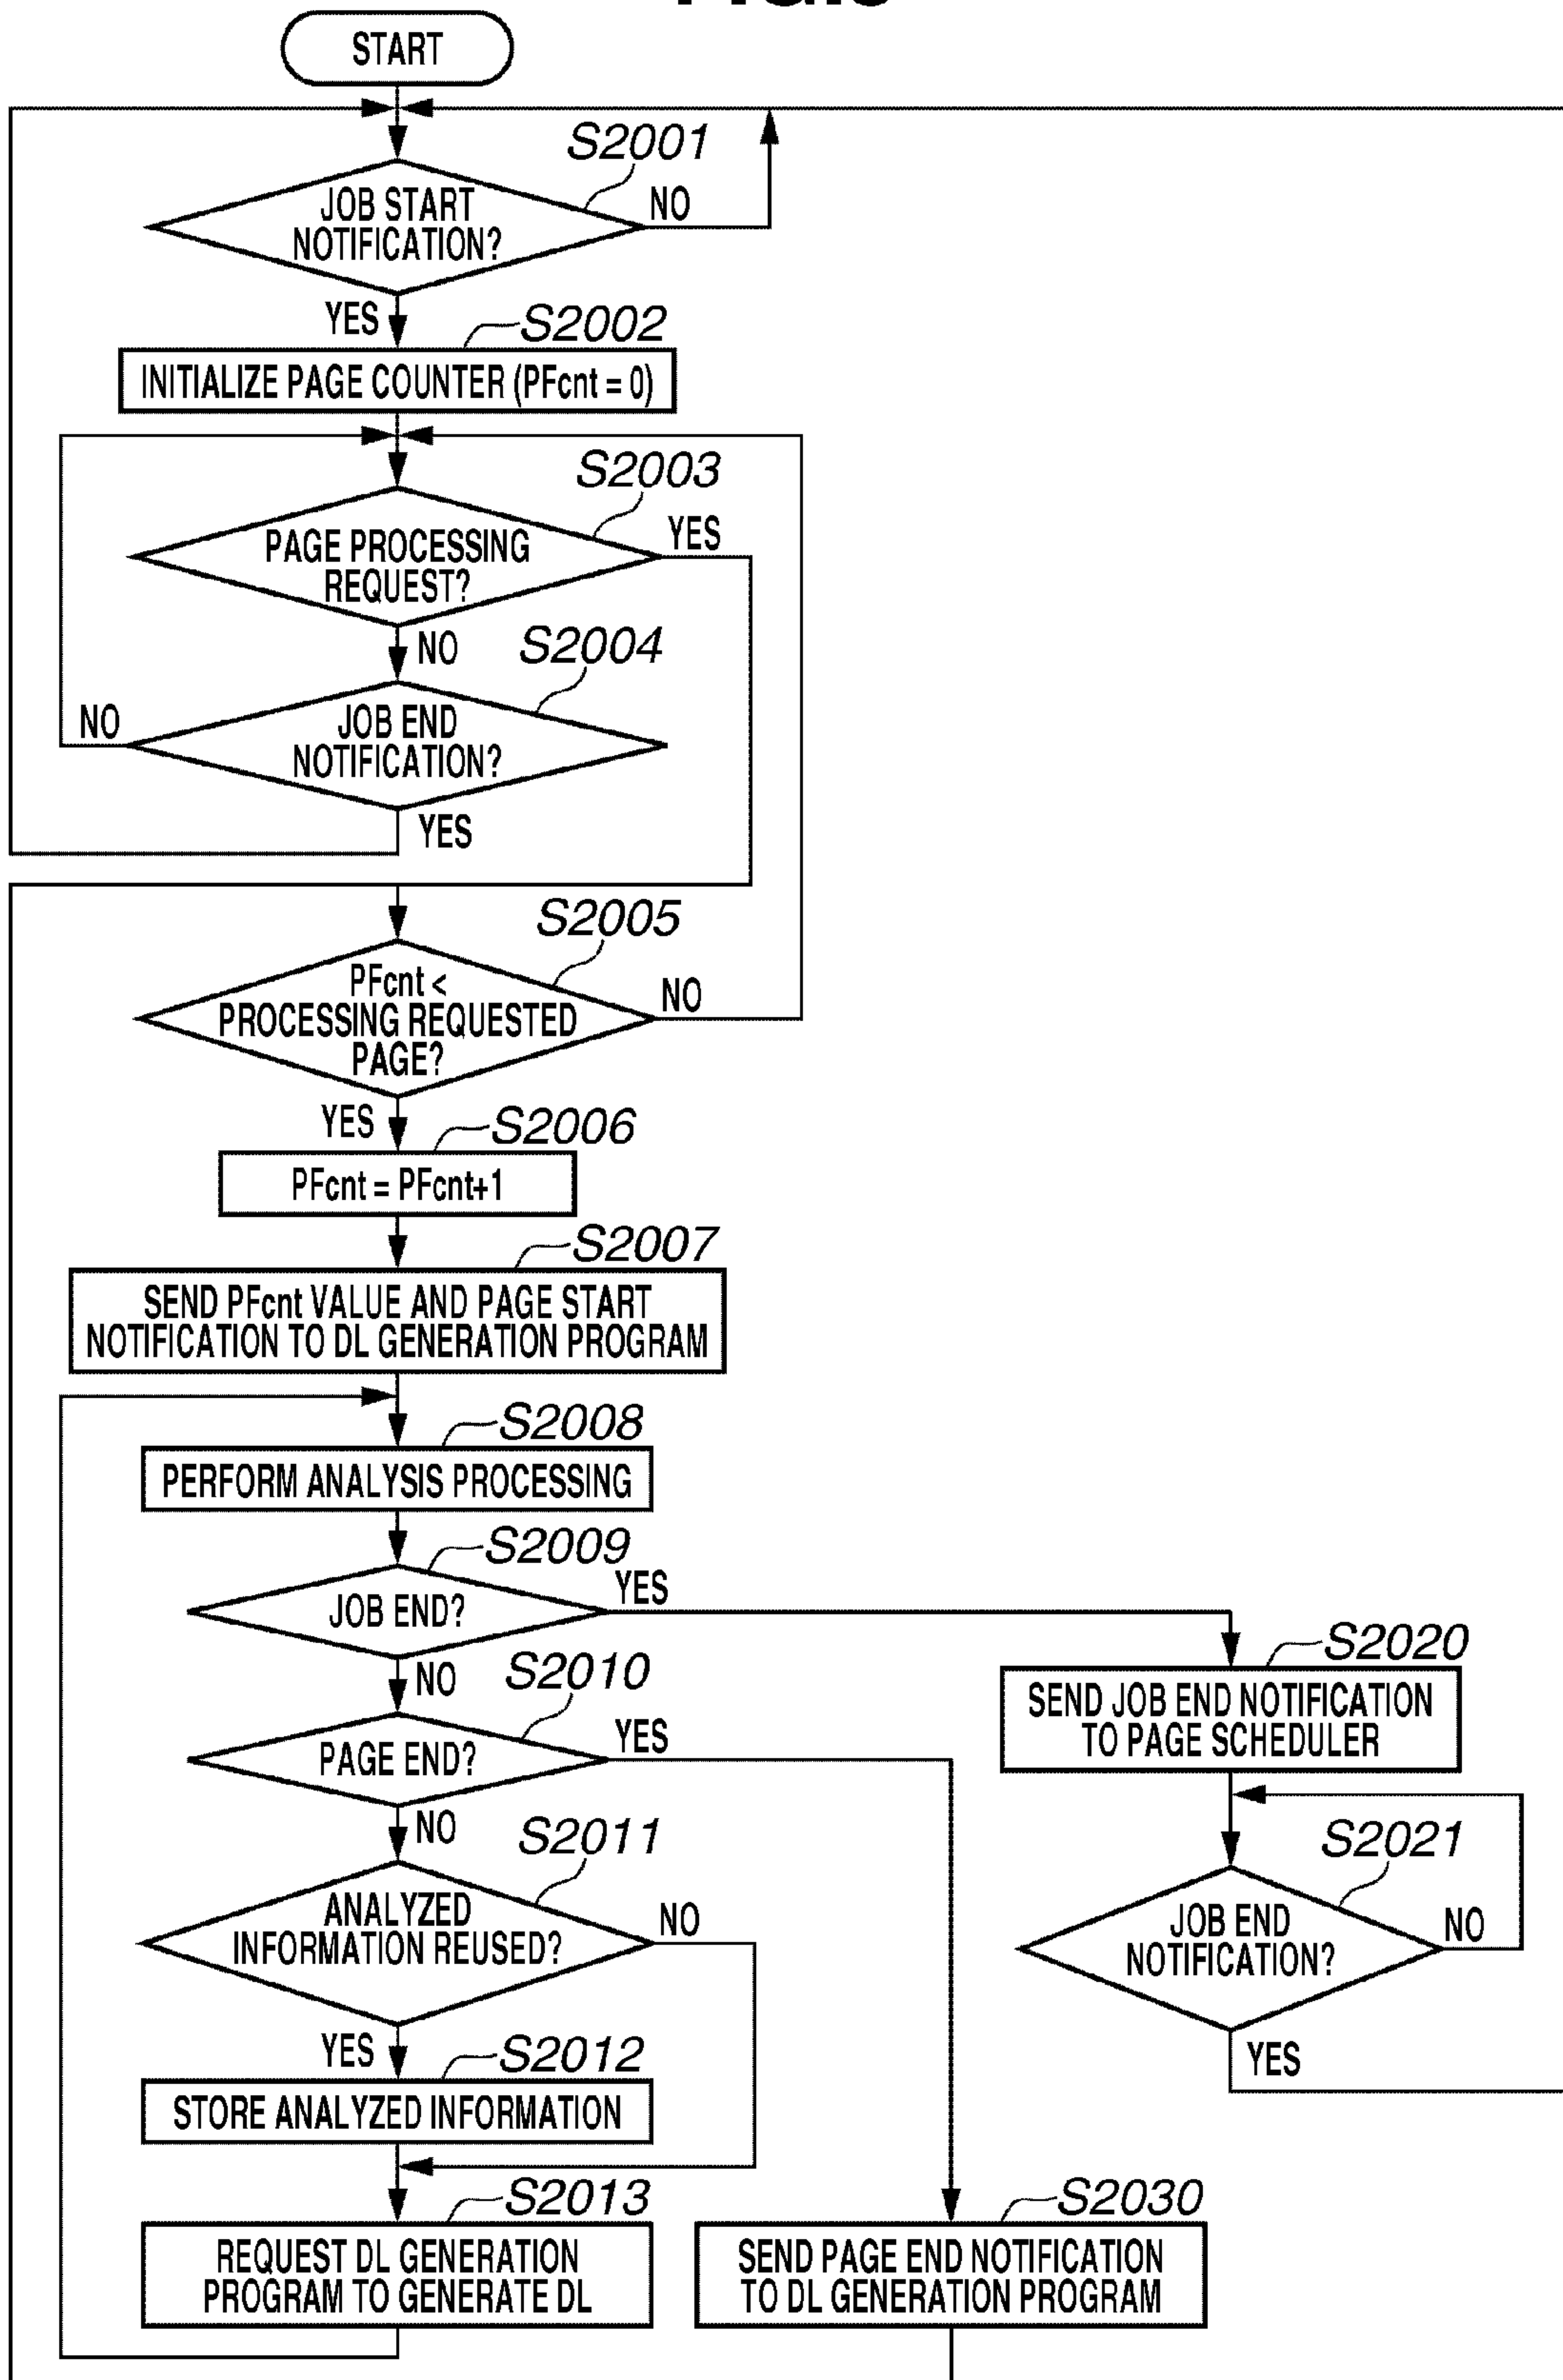 START
S2001
JOB START
NOTIFICATION?
NO
YES
S2002
INITIALIZE PAGE COUNTER (PFcnt = 0)
S2003
PAGE PROCESSING
REQUEST?
YES
NO
S2004
JOB END
NOTIFICATION?
NO
YES
S2005
PFcnt <
PROCESSING REQUESTED
PAGE?
NO
YES
S2006
PFcnt = PFcnt+1
S2007
SEND PFcnt VALUE AND PAGE START
NOTIFICATION TO DL GENERATION PROGRAM
S2008
PERFORM ANALYSIS PROCESSING
S2009
JOB END?
YES
NO
S2010
PAGE END?
YES
NO
S2011
ANALYZED
INFORMATION REUSED?
NO
YES
S2012
STORE ANALYZED INFORMATION
S2013
REQUEST DL GENERATION
PROGRAM TO GENERATE DL
S2020
SEND JOB END NOTIFICATION
TO PAGE SCHEDULER
S2021
JOB END
NOTIFICATION?
NO
YES
S2030
SEND PAGE END NOTIFICATION
TO DL GENERATION PROGRAM